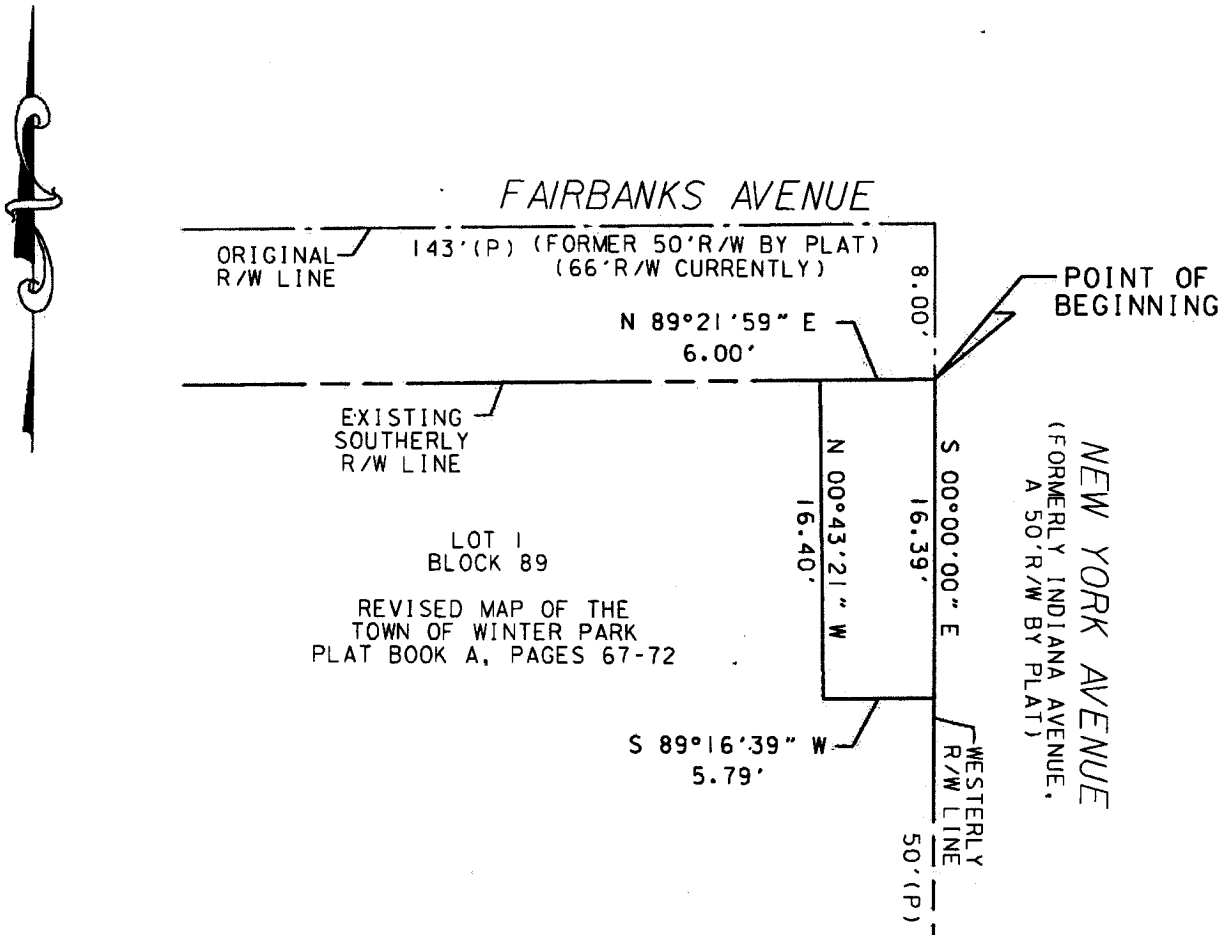 FAIRBANKS AVENUE
ORIGINAL
R/W LINE
143'(P) (FORMER 50'R/W BY PLAT)
(66'R/W CURRENTLY)
8.00'
POINT OF
BEGINNING
N 89°21'59" E
6.00'
EXISTING
SOUTHERLY
R/W LINE
N 00°43'21" W
16.40'
S 00°00'00" E
16.39'
NEW YORK AVENUE
(FORMERLY INDIANA AVENUE,
A 50'R/W BY PLAT)
LOT 1
BLOCK 89
REVISED MAP OF THE
TOWN OF WINTER PARK
PLAT BOOK A, PAGES 67-72
S 89°16'39" W
5.79'
WESTERLY
R/W LINE
50'(P)